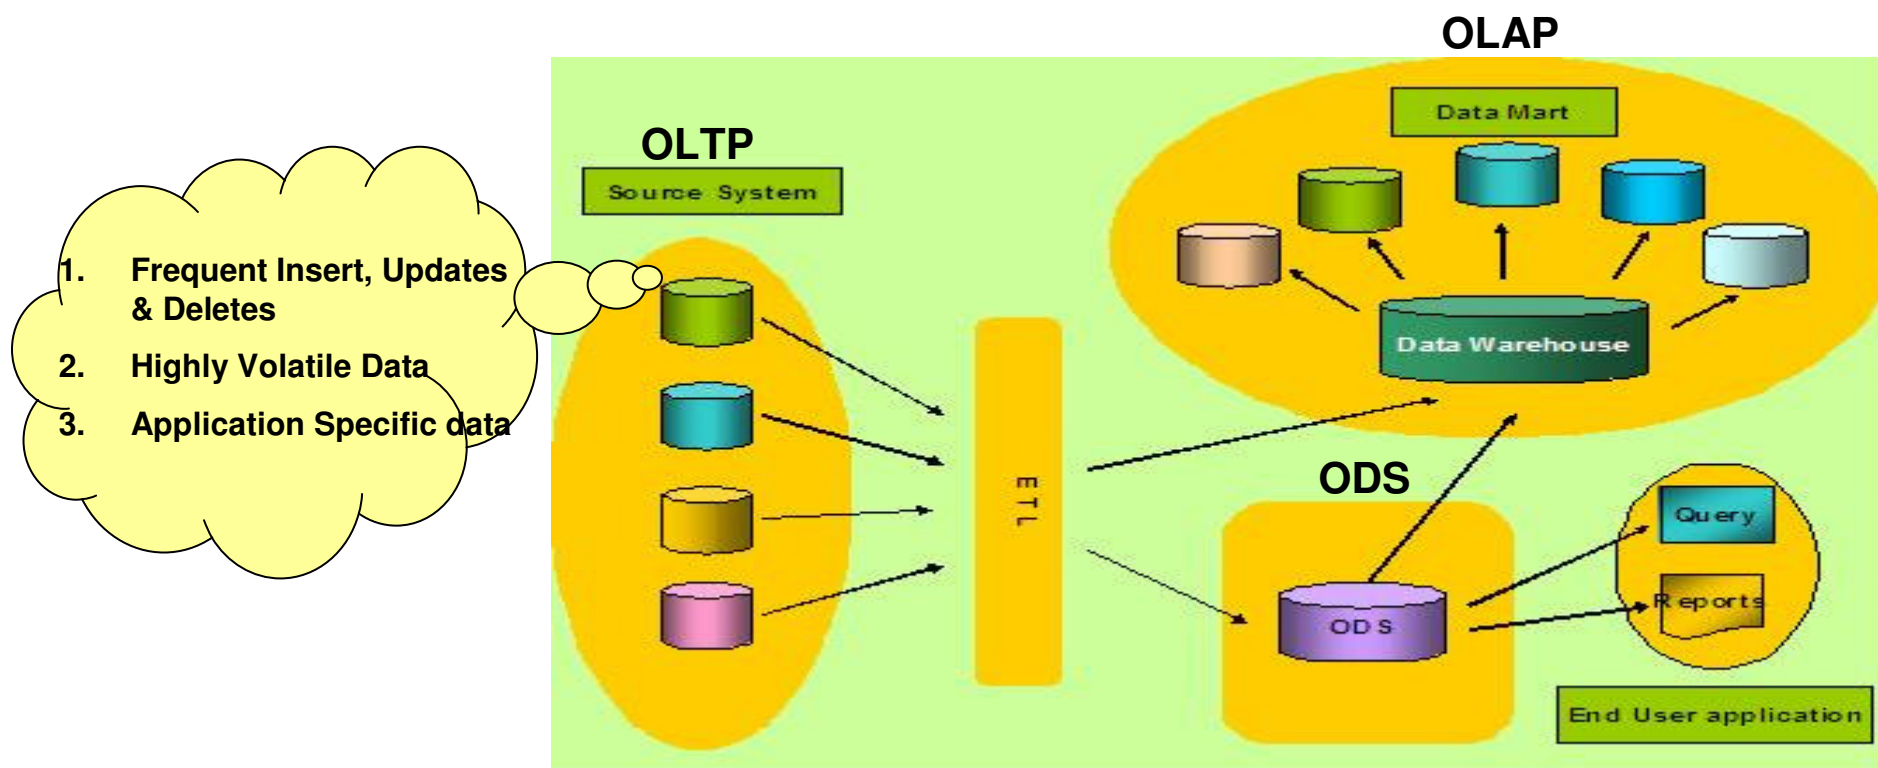 OLAP
Data Mart
OLTP
Source System
1. Frequent Insert, Updates
& Deletes
2. Highly Volatile Data
3. Application Specific data
Data Warehouse
ETL
ODS
Query
Reports
ODS
End User application